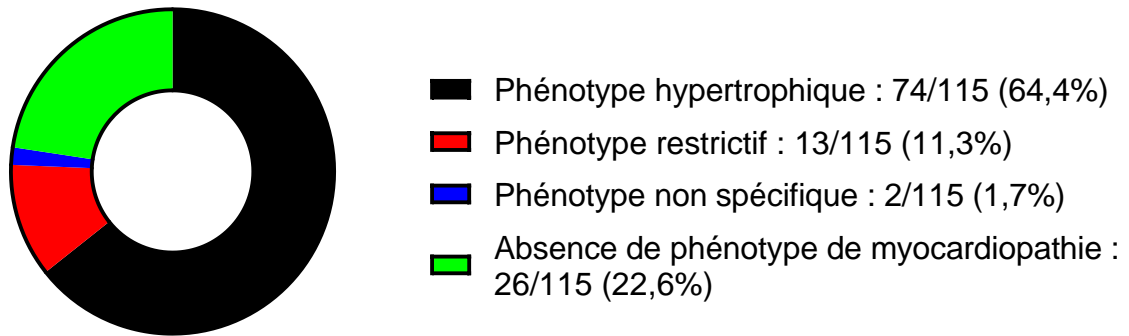 Phénotype hypertrophique : 74/115 (64,4%)
Phénotype restrictif : 13/115 (11,3%)
Phénotype non spécifique : 2/115 (1,7%)
Absence de phénotype de myocardiopathie :
26/115 (22,6%)